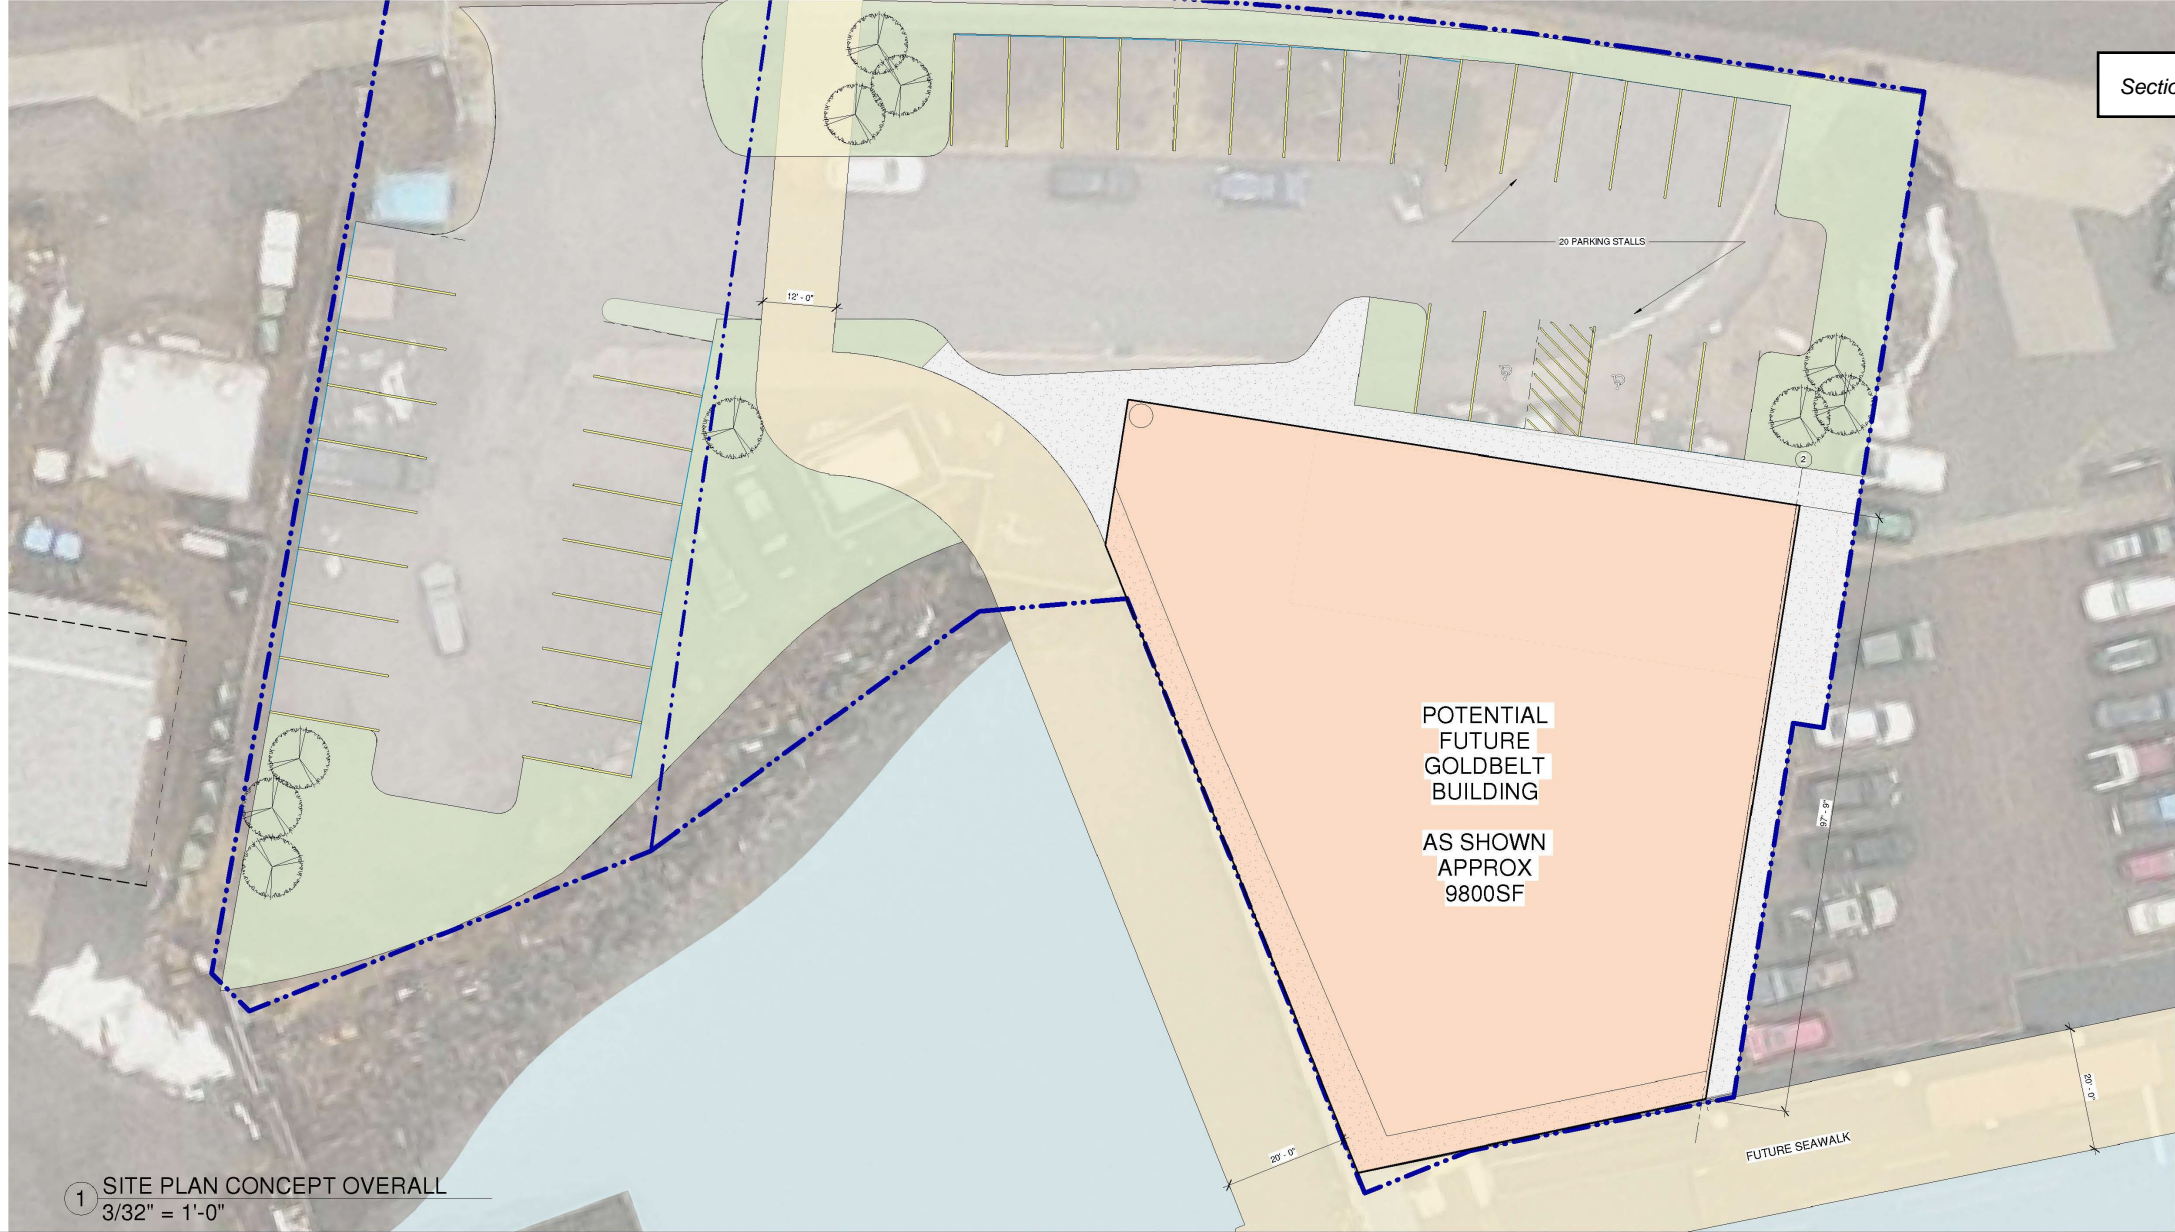 Sectio
20 PARKING STALLS
12' - 0"
2
POTENTIAL
FUTURE
GOLDBELT
BUILDING
AS SHOWN
APPROX
9800SF
97' - 9"
20' - 0"
FUTURE SEAWALK
20' - 0"
1
SITE PLAN CONCEPT OVERALL
3/32" = 1'-0"